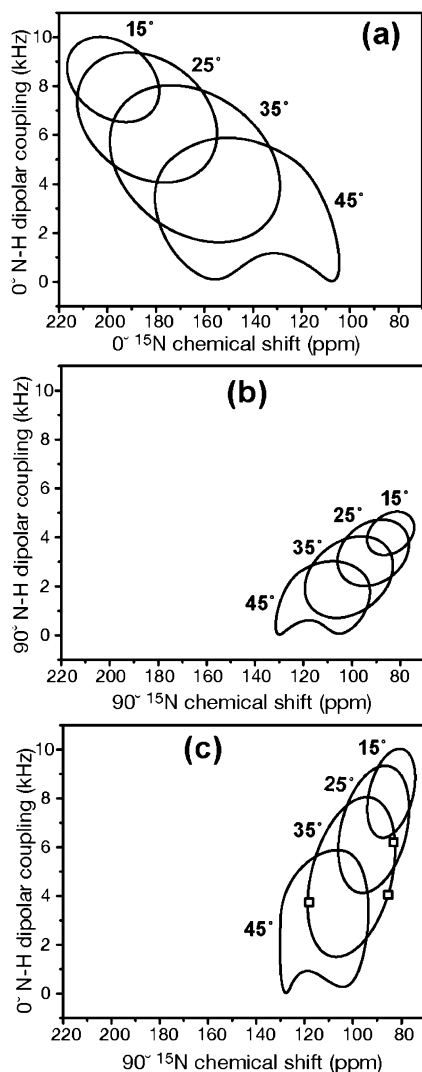 (a)
15°
25°
35°
45°
10
8
6
4
2
0
0˘ N-H dipolar coupling (kHz)
220 200 180 160 140 120 100 80
0˘ ¹⁵N chemical shift (ppm)
(b)
15°
25°
35°
45°
10
8
6
4
2
0
90˘ N-H dipolar coupling (kHz)
220 200 180 160 140 120 100 80
90˘ ¹⁵N chemical shift (ppm)
(c)
15°
25°
35°
45°
10
8
6
4
2
0
0˘ N-H dipolar coupling (kHz)
220 200 180 160 140 120 100 80
90˘ ¹⁵N chemical shift (ppm)